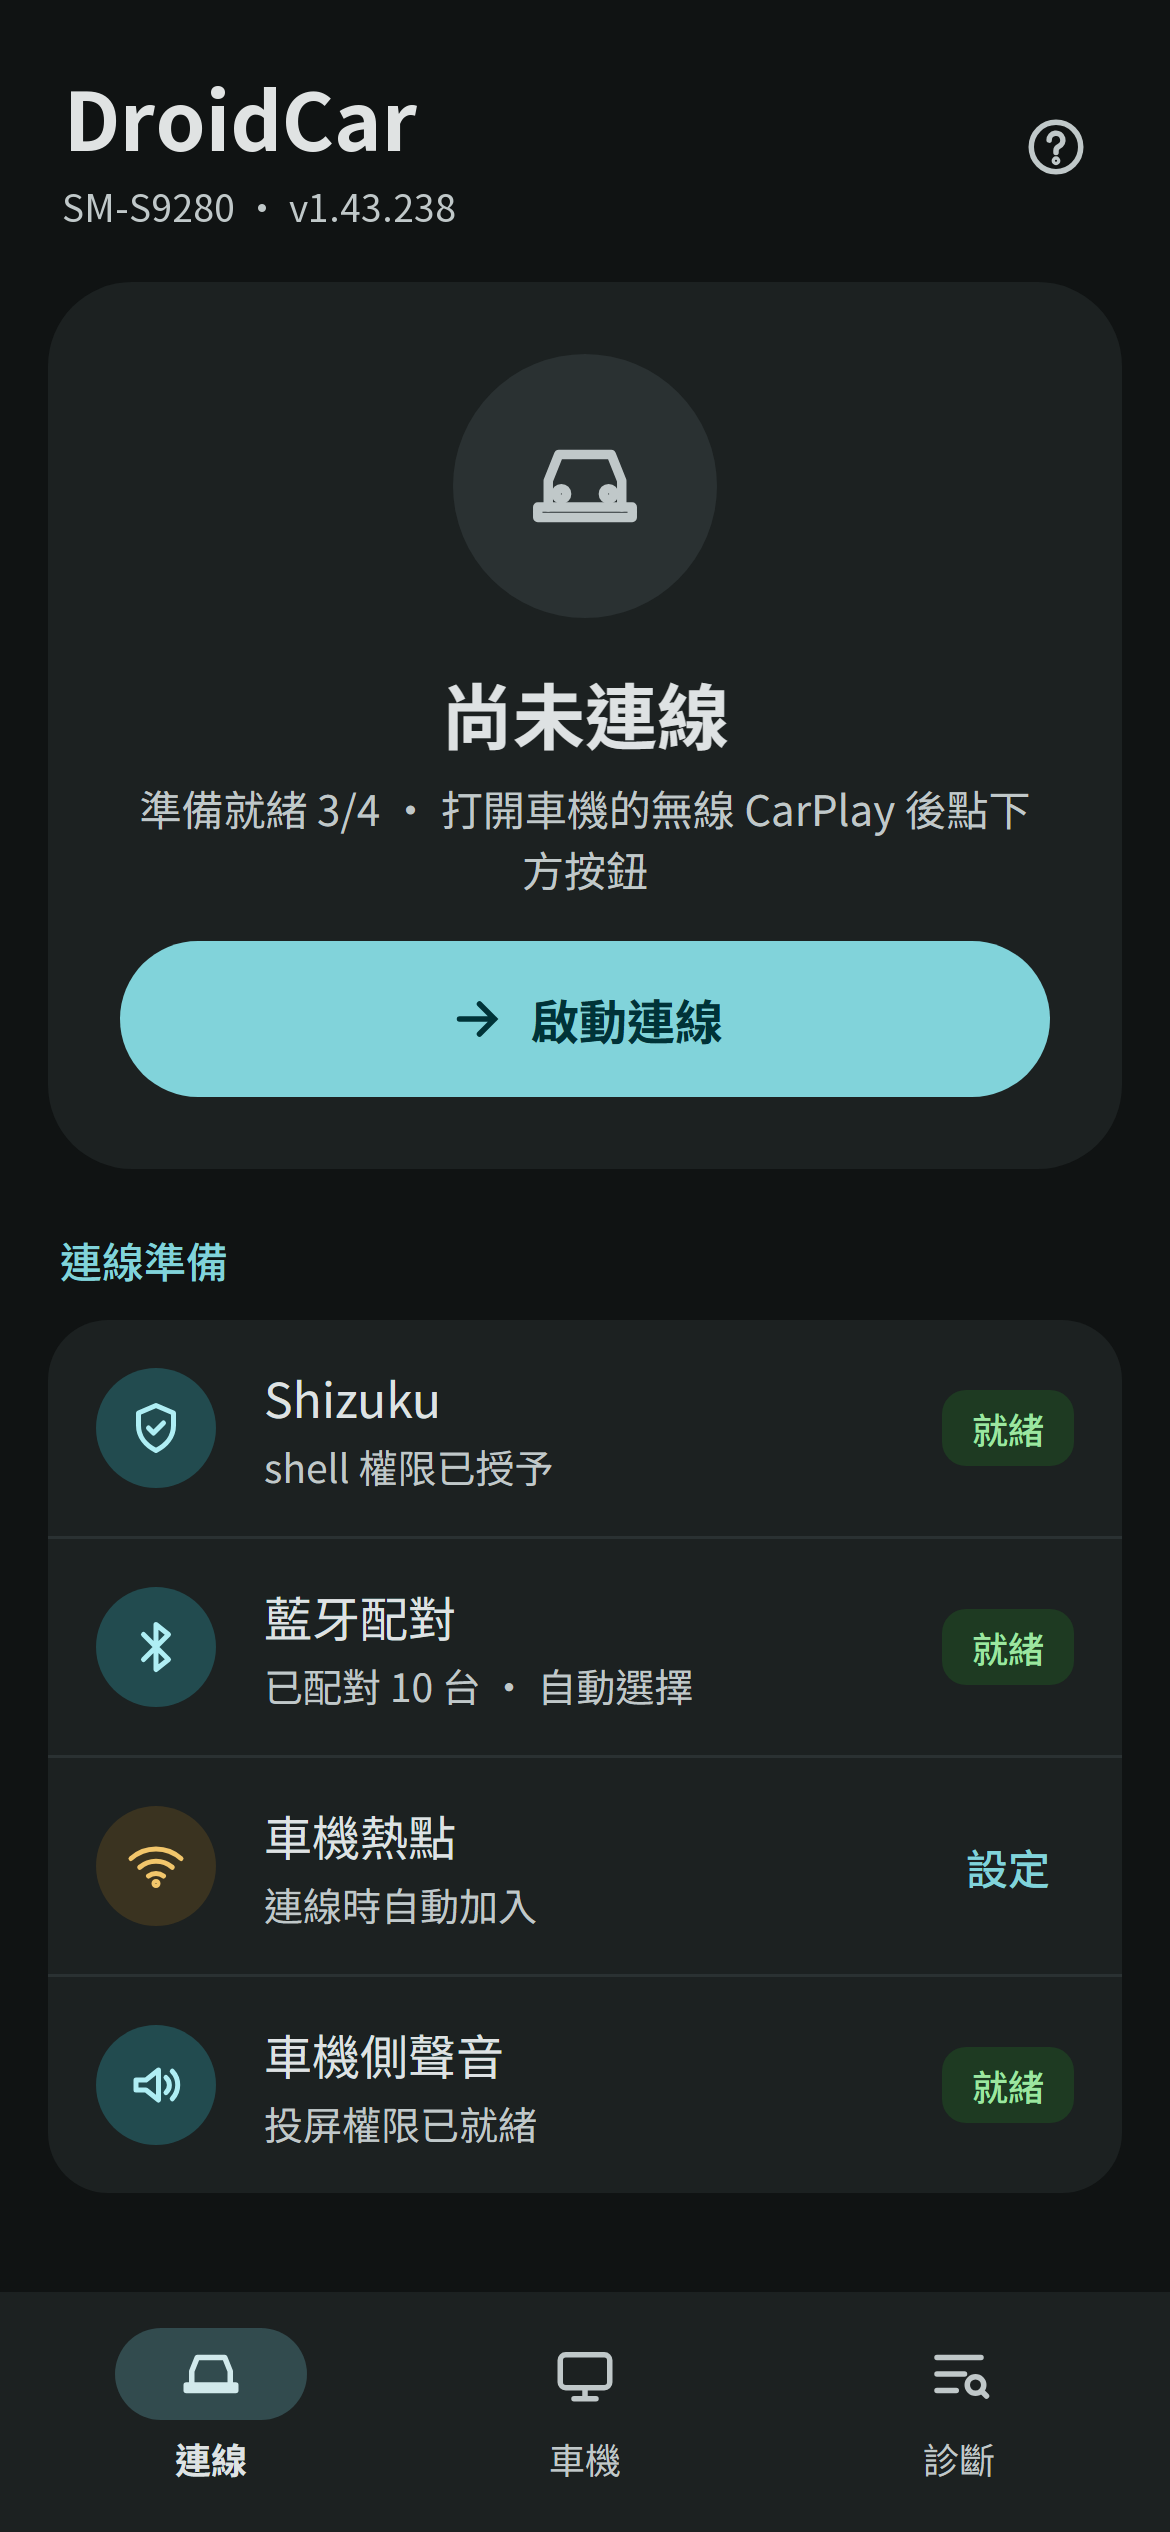 DroidCar
SM-S9280 · v1.43.238
尚未連線
準備就緒 3/4 · 打開車機的無線 CarPlay 後點下
方按鈕
啟動連線
連線準備
Shizuku
shell 權限已授予
就緒
藍牙配對
已配對 10 台 · 自動選擇
就緒
車機熱點
連線時自動加入
設定
車機側聲音
投屏權限已就緒
就緒
連線
車機
診斷